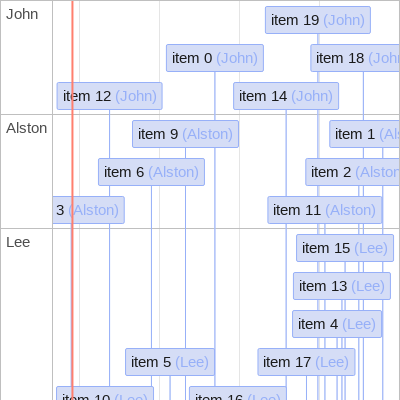 John
item 19 (John)
item 0 (John)
item 18 (John
item 12 (John)
item 14 (John)
Alston
item 9 (Alston)
item 1 (Als
item 6 (Alston)
item 2 (Alston
3 (Alston)
item 11 (Alston)
Lee
item 15 (Lee)
item 13 (Lee)
item 4 (Lee)
item 5 (Lee)
item 17 (Lee)
item 10 (Lee)
item 16 (Lee)